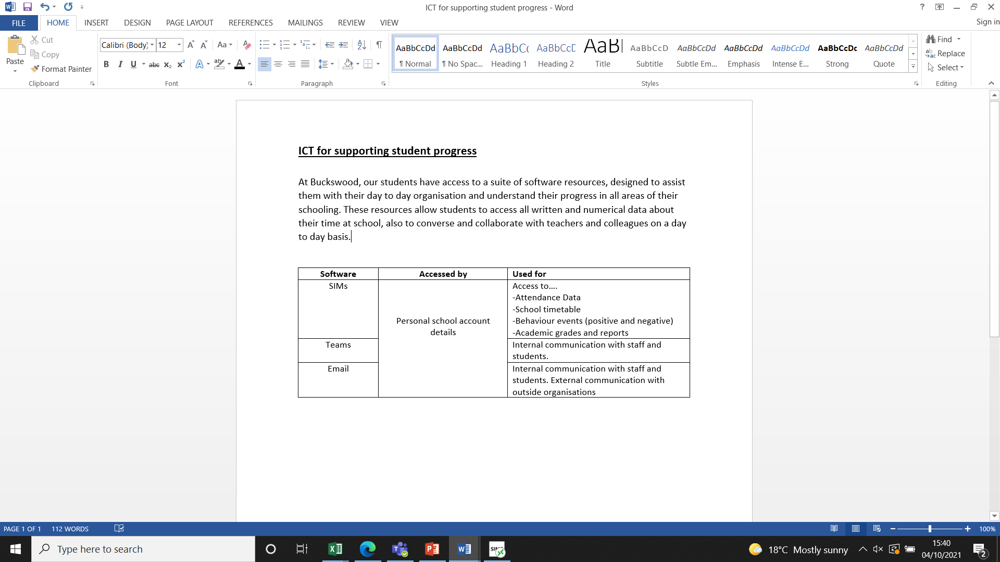 ICT for supporting student progress - Word
?
Sign in
FILE
HOME
INSERT
DESIGN
PAGE LAYOUT
REFERENCES
MAILINGS
REVIEW
VIEW
Paste
Cut
Copy
Format Painter
Clipboard
Calibri (Body)
12
Aa
B I U abc x₂ x²
A
ab
A
Font
Paragraph
AaBbCcDd
¶ Normal
AaBbCcDd
¶ No Spac...
AaBbCc
Heading 1
AaBbCcD
Heading 2
AaBl
Title
AaBbCcD
Subtitle
AaBbCcDd
Subtle Em...
AaBbCcDd
Emphasis
AaBbCcDd
Intense E...
AaBbCcDc
Strong
AaBbCcDd
Quote
Styles
Find
Replace
Select
Editing
ICT for supporting student progress
At Buckswood, our students have access to a suite of software resources, designed to assist
them with their day to day organisation and understand their progress in all areas of their
schooling. These resources allow students to access all written and numerical data about
their time at school, also to converse and collaborate with teachers and colleagues on a day
to day basis.
Software
Accessed by
Used for
SIMs
Personal school account
details
Access to....
-Attendance Data
-School timetable
-Behaviour events (positive and negative)
-Academic grades and reports
Teams
Internal communication with staff and
students.
Email
Internal communication with staff and
students. External communication with
outside organisations
PAGE 1 OF 1
112 WORDS
100%
Type here to search
18°C Mostly sunny
15:40
04/10/2021
2